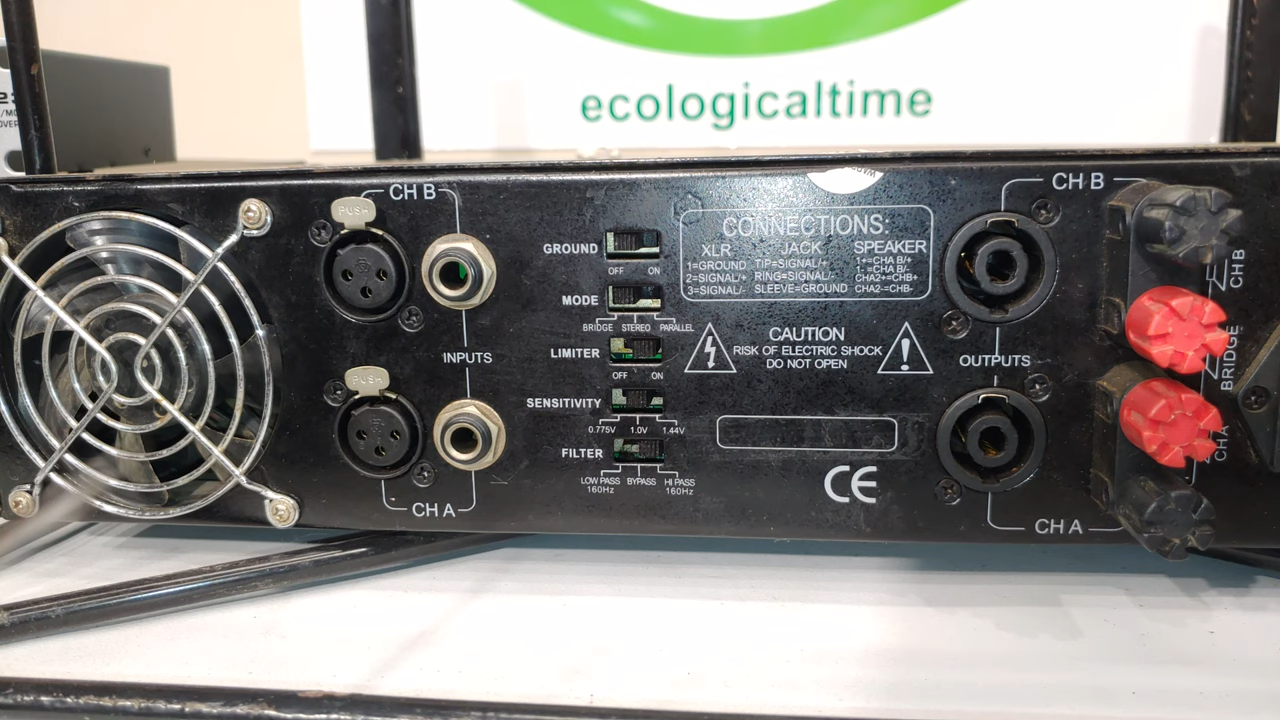 ecologicaltime
CH B
PUSH
INPUTS
PUSH
CH A
GROUND
OFF ON
MODE
BRIDGE STEREO PARALLEL
LIMITER
OFF ON
SENSITIVITY
0.775V 1.0V 1.44V
FILTER
LOW PASS BYPASS HI PASS
160Hz 160Hz
CONNECTIONS:
XLR JACK SPEAKER
1=GROUND TIP=SIGNAL/+ 1+=CHA B/+
2=SIGNAL/+ RING=SIGNAL/- 1-=CHA B/-
3=SIGNAL/- SLEEVE=GROUND CHA2+=CHB+
CHA2-=CHB-
CAUTION
RISK OF ELECTRIC SHOCK
DO NOT OPEN
CE
CH B
OUTPUTS
CH A
CH B
BRIDGE
CH A